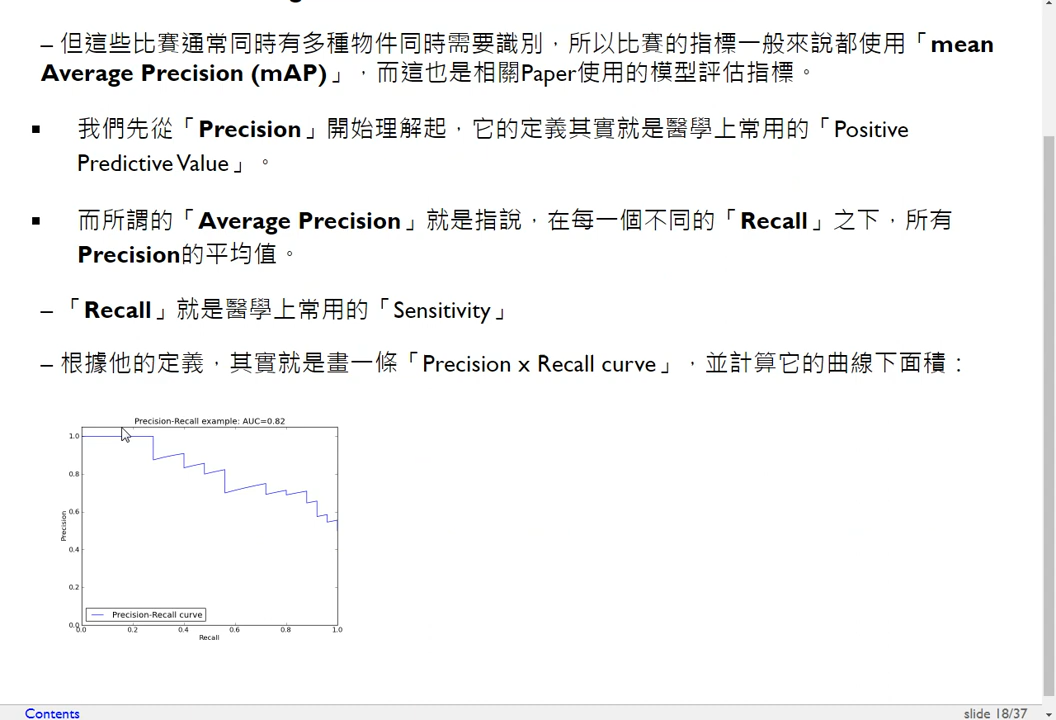 – 但這些比賽通常同時有多種物件同時需要識別，所以比賽的指標一般來說都使用「mean
Average Precision (mAP)」，而這也是相關Paper使用的模型評估指標。
▪ 我們先從「Precision」開始理解起，它的定義其實就是醫學上常用的「Positive
Predictive Value」。
▪ 而所謂的「Average Precision」就是指說，在每一個不同的「Recall」之下，所有
Precision的平均值。
– 「Recall」就是醫學上常用的「Sensitivity」
– 根據他的定義，其實就是畫一條「Precision x Recall curve」，並計算它的曲線下面積：
Precision-Recall example: AUC=0.82
1.0
0.8
0.6
0.4
0.2
0.0
Precision
Precision-Recall curve
0.0 0.2 0.4 0.6 0.8 1.0
Recall
Contents
slide 18/37